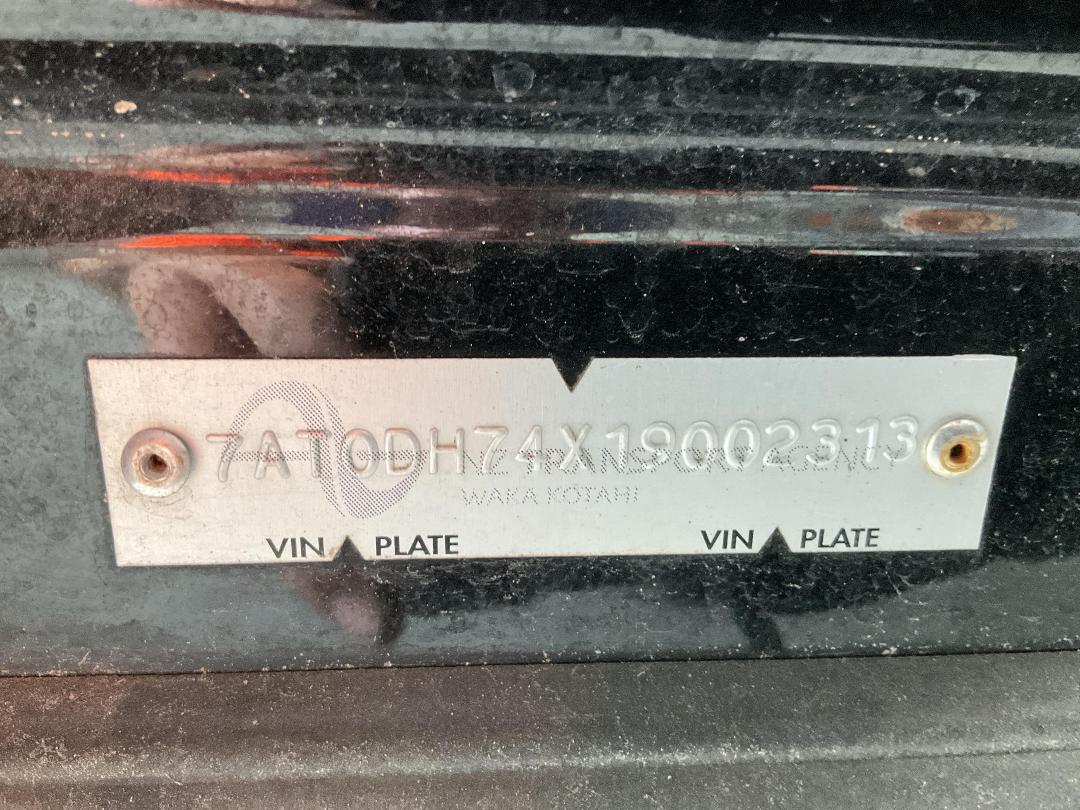 7AT0DH74X19002313
NZ TRANSPORT AGENCY
WAKA KOTAHI
VIN PLATE VIN PLATE